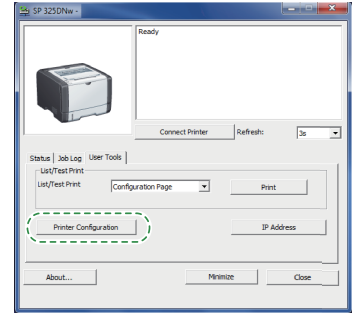 SP 325DNw -
Ready
Connect Printer Refresh: 3s
Status Job Log User Tools
List/Test Print
List/Test Print Configuration Page Print
Printer Configuration IP Address
About... Minimize Close